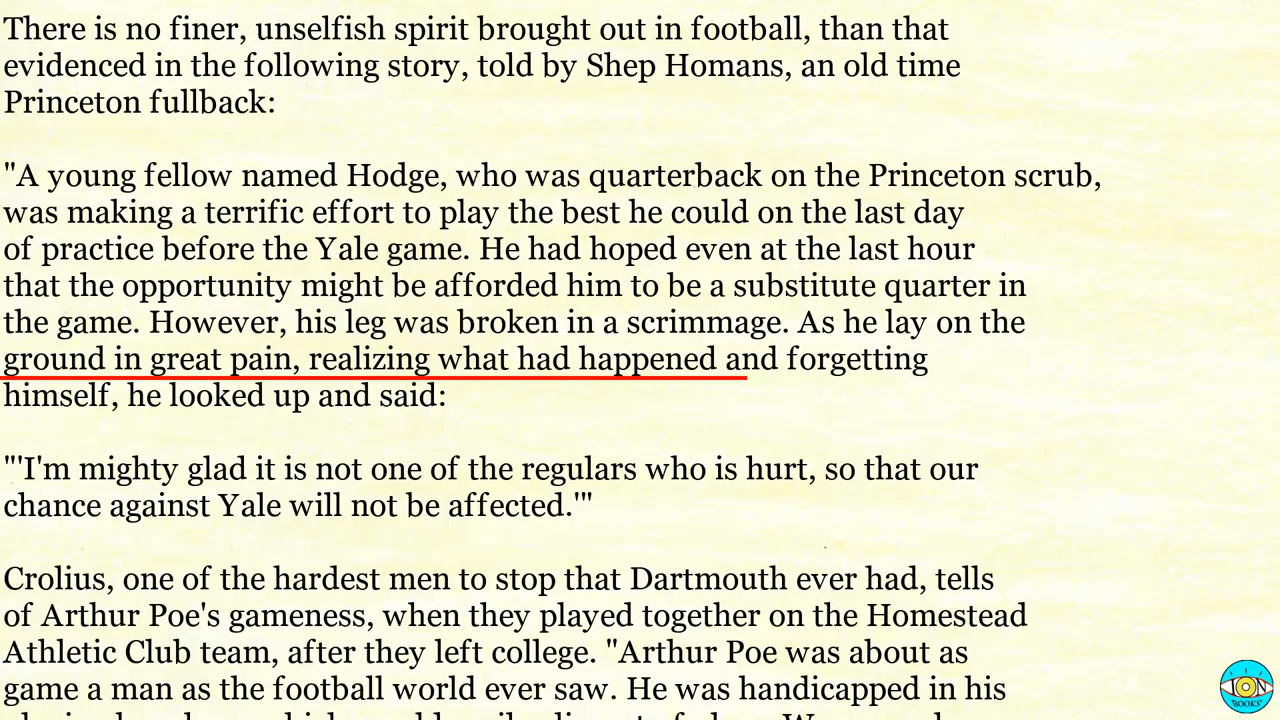 There is no finer, unselfish spirit brought out in football, than that
evidenced in the following story, told by Shep Homans, an old time
Princeton fullback:
"A young fellow named Hodge, who was quarterback on the Princeton scrub,
was making a terrific effort to play the best he could on the last day
of practice before the Yale game. He had hoped even at the last hour
that the opportunity might be afforded him to be a substitute quarter in
the game. However, his leg was broken in a scrimmage. As he lay on the
ground in great pain, realizing what had happened and forgetting
himself, he looked up and said:
"'I'm mighty glad it is not one of the regulars who is hurt, so that our
chance against Yale will not be affected.'"
Crolius, one of the hardest men to stop that Dartmouth ever had, tells
of Arthur Poe's gameness, when they played together on the Homestead
Athletic Club team, after they left college. "Arthur Poe was about as
game a man as the football world ever saw. He was handicapped in his
ION
BOOKS